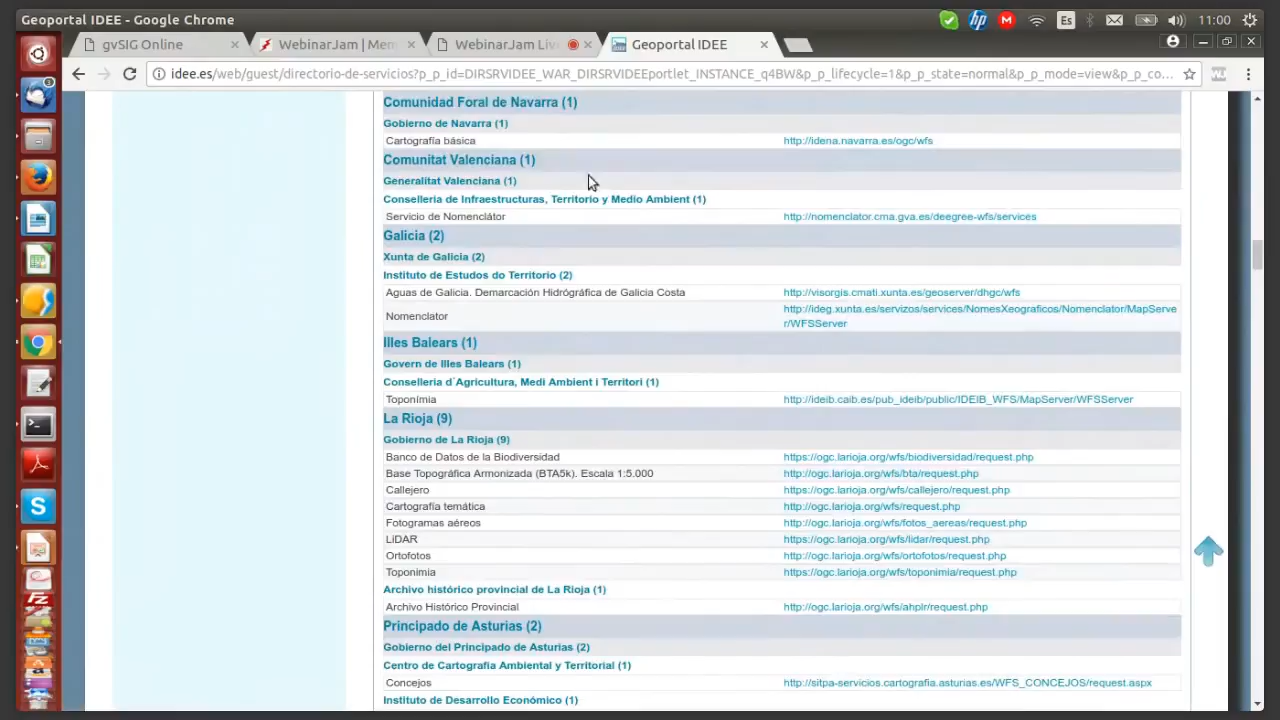 Geoportal IDEE - Google Chrome
Es
11:00
gvSIG Online
WebinarJam | Mem
WebinarJam Liv
Geoportal IDEE
idee.es/web/guest/directorio-de-servicios?p_p_id=DIRSRVIDEE_WAR_DIRSRVIDEEportlet_INSTANCE_q4BW&p_p_lifecycle=1&p_p_state=normal&p_p_mode=view&p_p_co...
Comunidad Foral de Navarra (1)
Gobierno de Navarra (1)
Cartografía básica http://idena.navarra.es/ogc/wfs
Comunitat Valenciana (1)
Generalitat Valenciana (1)
Conselleria de Infraestructuras, Territorio y Medio Ambient (1)
Servicio de Nomenclátor http://nomenclator.cma.gva.es/deegree-wfs/services
Galicia (2)
Xunta de Galicia (2)
Instituto de Estudos do Territorio (2)
Aguas de Galicia. Demarcación Hidrógráfica de Galicia Costa http://visorgis.cmati.xunta.es/geoserver/dhgc/wfs
Nomenclator http://ideg.xunta.es/servizos/services/NomesXeograficos/Nomenclator/MapServe
r/WFSServer
Illes Balears (1)
Govern de Illes Balears (1)
Conselleria d´Agricultura, Medi Ambient i Territori (1)
Toponímia http://ideib.caib.es/pub_ideib/public/IDEIB_WFS/MapServer/WFSServer
La Rioja (9)
Gobierno de La Rioja (9)
Banco de Datos de la Biodiversidad https://ogc.larioja.org/wfs/biodiversidad/request.php
Base Topográfica Armonizada (BTA5k). Escala 1:5.000 http://ogc.larioja.org/wfs/bta/request.php
Callejero https://ogc.larioja.org/wfs/callejero/request.php
Cartografía temática http://ogc.larioja.org/wfs/request.php
Fotogramas aéreos http://ogc.larioja.org/wfs/fotos_aereas/request.php
LiDAR https://ogc.larioja.org/wfs/lidar/request.php
Ortofotos http://ogc.larioja.org/wfs/ortofotos/request.php
Toponimia https://ogc.larioja.org/wfs/toponimia/request.php
Archivo histórico provincial de La Rioja (1)
Archivo Histórico Provincial http://ogc.larioja.org/wfs/ahplr/request.php
Principado de Asturias (2)
Gobierno del Principado de Asturias (2)
Centro de Cartografía Ambiental y Territorial (1)
Concejos http://sitpa-servicios.cartografia.asturias.es/WFS_CONCEJOS/request.aspx
Instituto de Desarrollo Económico (1)